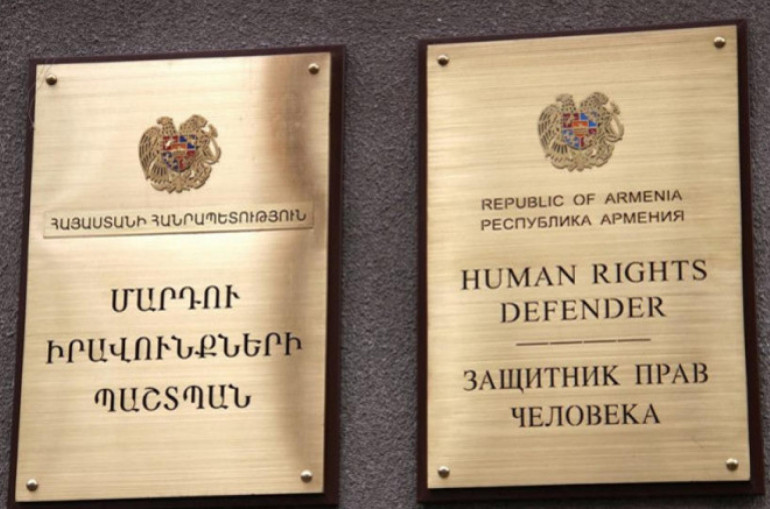 ՀԱՅԱՍՏԱՆԻ ՀԱՆՐԱՊԵՏՈՒԹՅՈՒՆ
ՄԱՐԴՈՒ
ԻՐԱՎՈՒՆՔՆԵՐԻ
ՊԱՇՏՊԱՆ
REPUBLIC OF ARMENIA
РЕСПУБЛИКА АРМЕНИЯ
HUMAN RIGHTS
DEFENDER
ЗАЩИТНИК ПРАВ
ЧЕЛОВЕКА